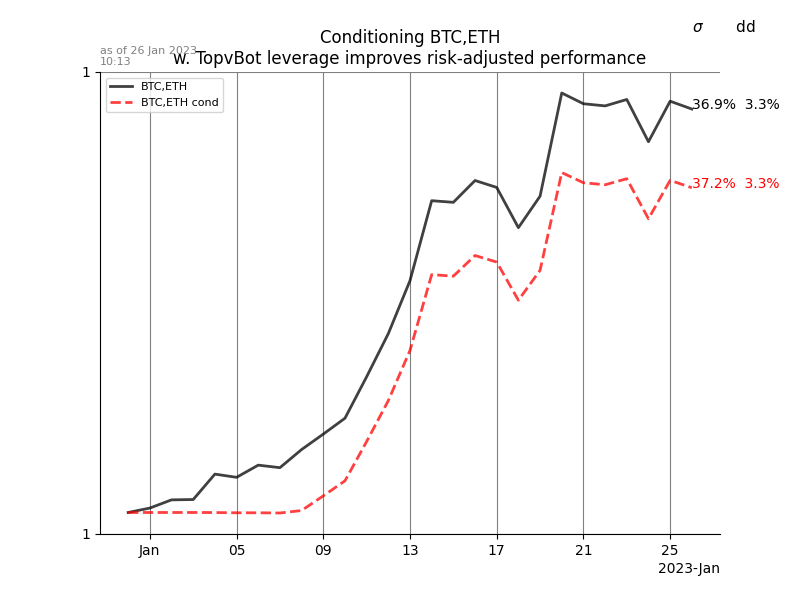 σ dd
Conditioning BTC,ETH
as of 26 Jan 2023
10:13
w. TopvBot leverage improves risk-adjusted performance
1
BTC,ETH
BTC,ETH cond
36.9% 3.3%
37.2% 3.3%
1
Jan 05 09 13 17 21 25
2023-Jan